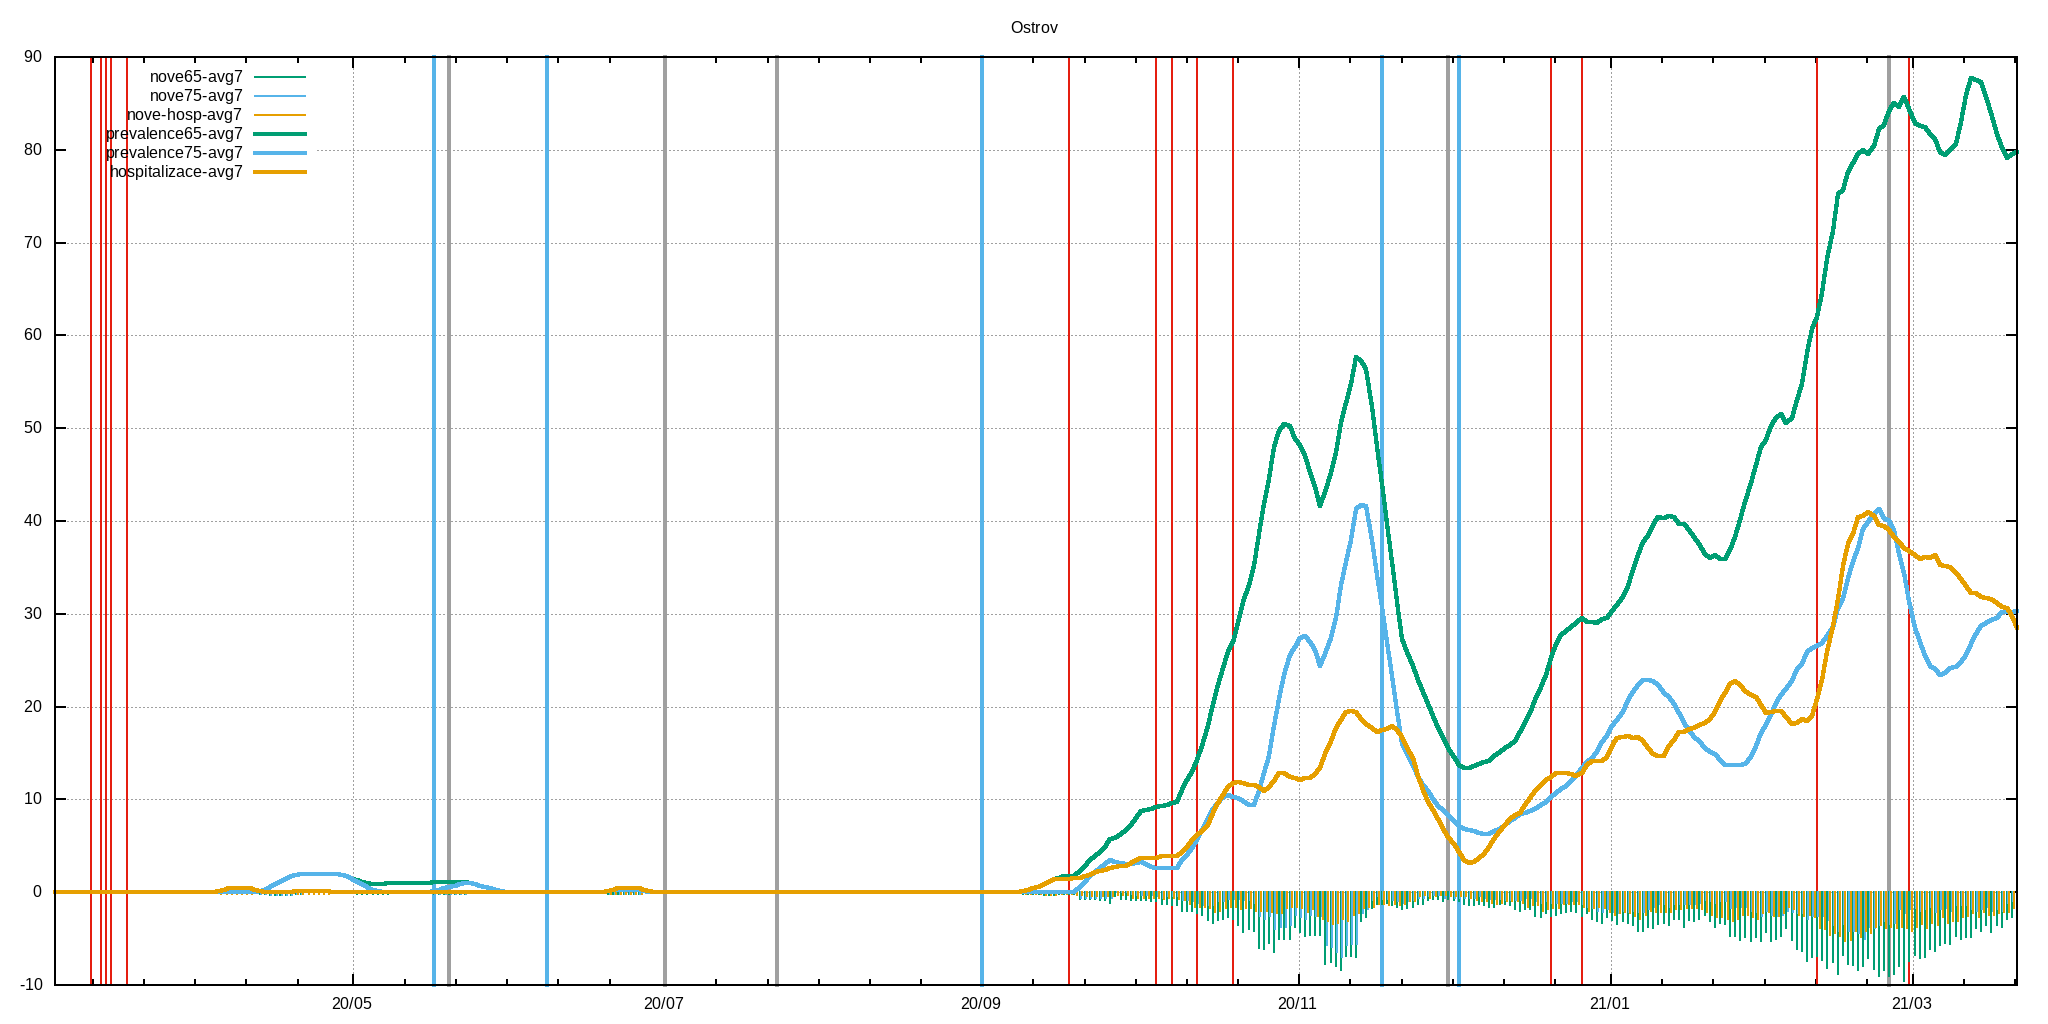 Ostrov
90
80
70
60
50
40
30
20
10
0
-10
nove65-avg7
nove75-avg7
nove-hosp-avg7
prevalence65-avg7
prevalence75-avg7
hospitalizace-avg7
20/05 20/07 20/09 20/11 21/01 21/03